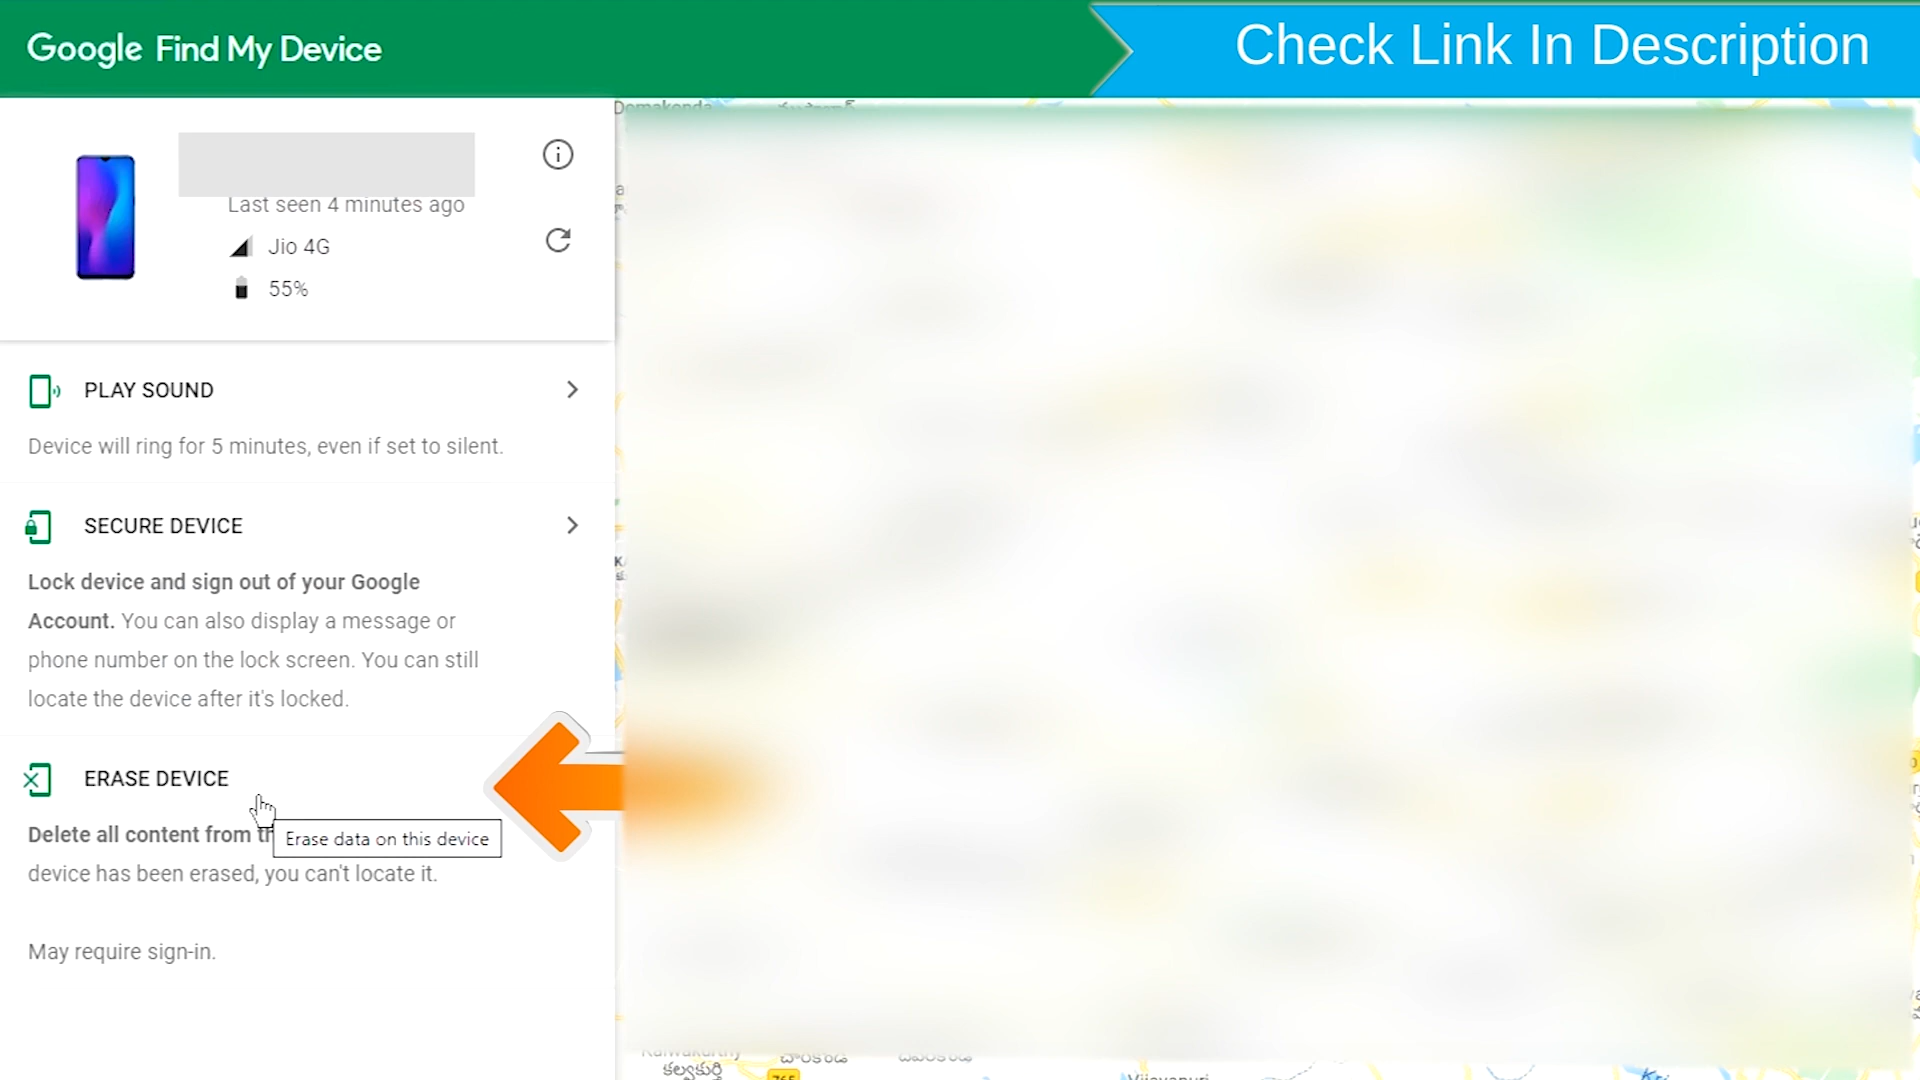 Google Find My Device
Check Link In Description
Last seen 4 minutes ago
Jio 4G
55%
PLAY SOUND
Device will ring for 5 minutes, even if set to silent.
SECURE DEVICE
Lock device and sign out of your Google
Account. You can also display a message or
phone number on the lock screen. You can still
locate the device after it's locked.
ERASE DEVICE
Delete all content from
Erase data on this device
device has been erased, you can't locate it.
May require sign-in.
Domakonda
కల్వకుర్తి
765